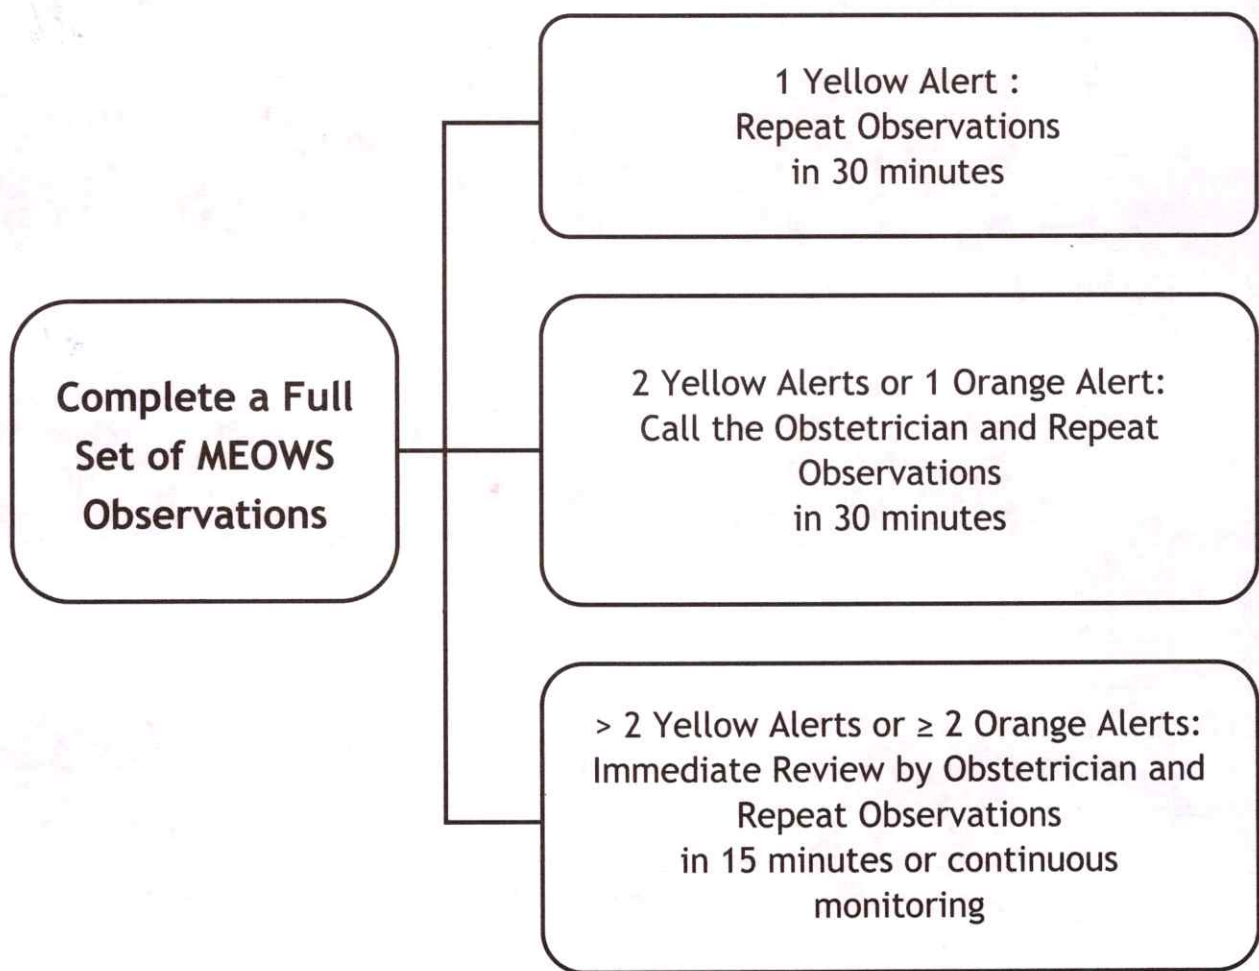 Complete a Full
Set of MEOWS
Observations
1 Yellow Alert :
Repeat Observations
in 30 minutes
2 Yellow Alerts or 1 Orange Alert:
Call the Obstetrician and Repeat
Observations
in 30 minutes
> 2 Yellow Alerts or ≥ 2 Orange Alerts:
Immediate Review by Obstetrician and
Repeat Observations
in 15 minutes or continuous
monitoring